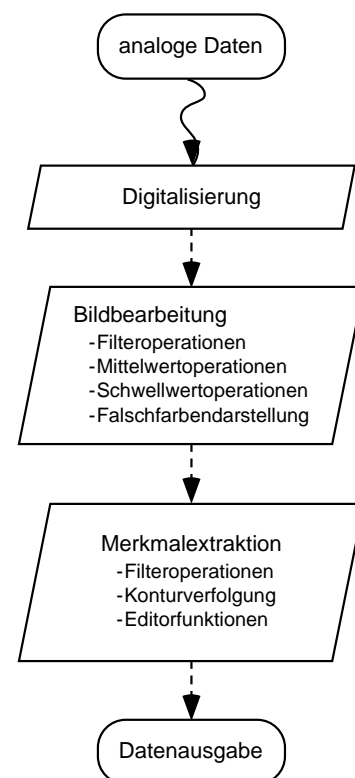 analoge Daten
Digitalisierung
Bildbearbeitung
-Filteroperationen
-Mittelwertoperationen
-Schwellwertoperationen
-Falschfarbendarstellung
Merkmalextraktion
-Filteroperationen
-Konturverfolgung
-Editorfunktionen
Datenausgabe